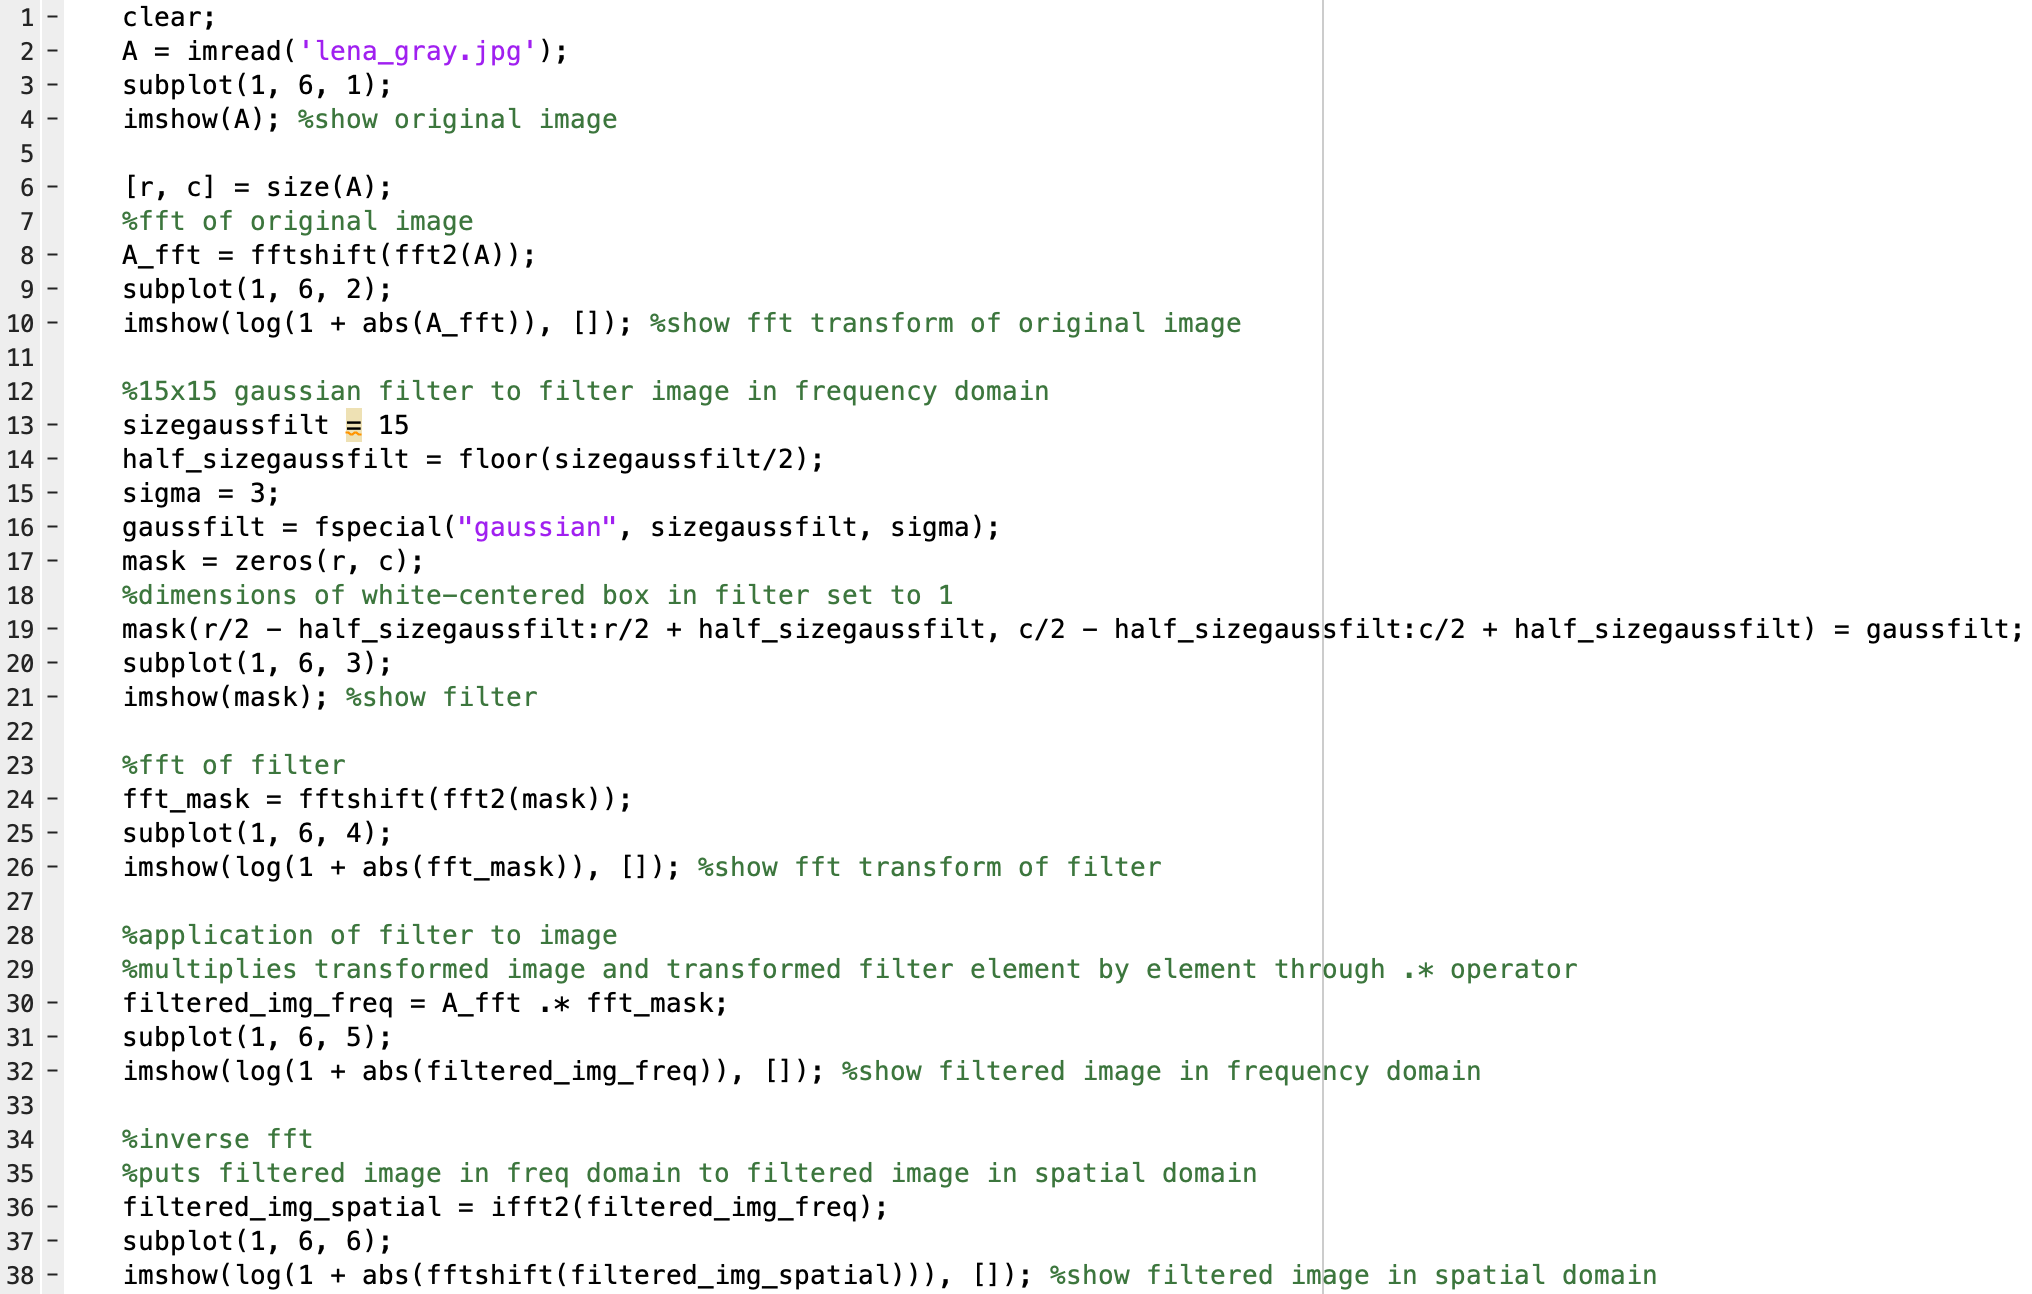 1 - clear;
2 - A = imread('lena_gray.jpg');
3 - subplot(1, 6, 1);
4 - imshow(A); %show original image
5
6 - [r, c] = size(A);
7 %fft of original image
8 - A_fft = fftshift(fft2(A));
9 - subplot(1, 6, 2);
10 - imshow(log(1 + abs(A_fft)), []); %show fft transform of original image
11
12 %15x15 gaussian filter to filter image in frequency domain
13 - sizegaussfilt = 15
14 - half_sizegaussfilt = floor(sizegaussfilt/2);
15 - sigma = 3;
16 - gaussfilt = fspecial("gaussian", sizegaussfilt, sigma);
17 - mask = zeros(r, c);
18 %dimensions of white-centered box in filter set to 1
19 - mask(r/2 - half_sizegaussfilt:r/2 + half_sizegaussfilt, c/2 - half_sizegaussfilt:c/2 + half_sizegaussfilt) = gaussfilt;
20 - subplot(1, 6, 3);
21 - imshow(mask); %show filter
22
23 %fft of filter
24 - fft_mask = fftshift(fft2(mask));
25 - subplot(1, 6, 4);
26 - imshow(log(1 + abs(fft_mask)), []); %show fft transform of filter
27
28 %application of filter to image
29 %multiplies transformed image and transformed filter element by element through .* operator
30 - filtered_img_freq = A_fft .* fft_mask;
31 - subplot(1, 6, 5);
32 - imshow(log(1 + abs(filtered_img_freq)), []); %show filtered image in frequency domain
33
34 %inverse fft
35 %puts filtered image in freq domain to filtered image in spatial domain
36 - filtered_img_spatial = ifft2(filtered_img_freq);
37 - subplot(1, 6, 6);
38 - imshow(log(1 + abs(fftshift(filtered_img_spatial))), []); %show filtered image in spatial domain